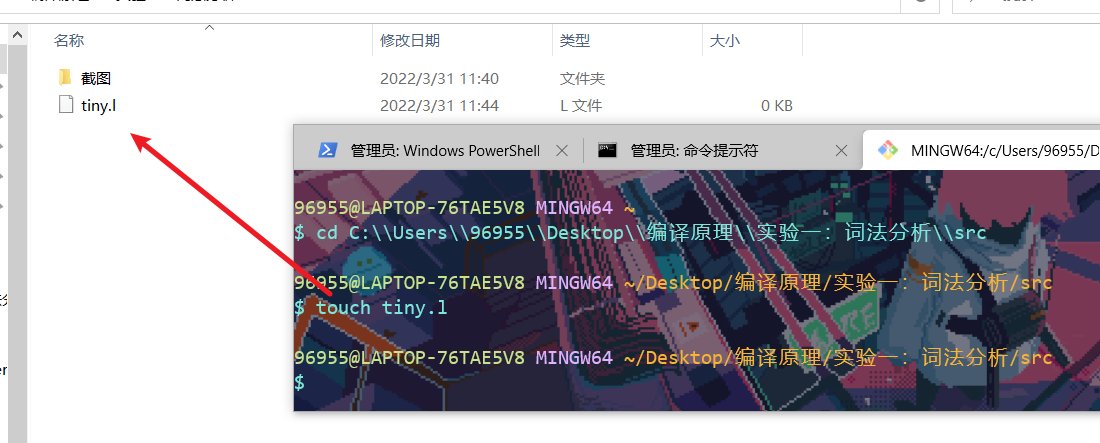 名称 修改日期 类型 大小
截图 2022/3/31 11:40 文件夹
tiny.l 2022/3/31 11:44 L 文件 0 KB
管理员: Windows PowerShell 管理员: 命令提示符 MINGW64:/c/Users/96955/D
96955@LAPTOP-76TAE5V8 MINGW64 ~
$ cd C:\\Users\\96955\\Desktop\\编译原理\\实验一：词法分析\\src
96955@LAPTOP-76TAE5V8 MINGW64 ~/Desktop/编译原理/实验一：词法分析/src
$ touch tiny.l
96955@LAPTOP-76TAE5V8 MINGW64 ~/Desktop/编译原理/实验一：词法分析/src
$